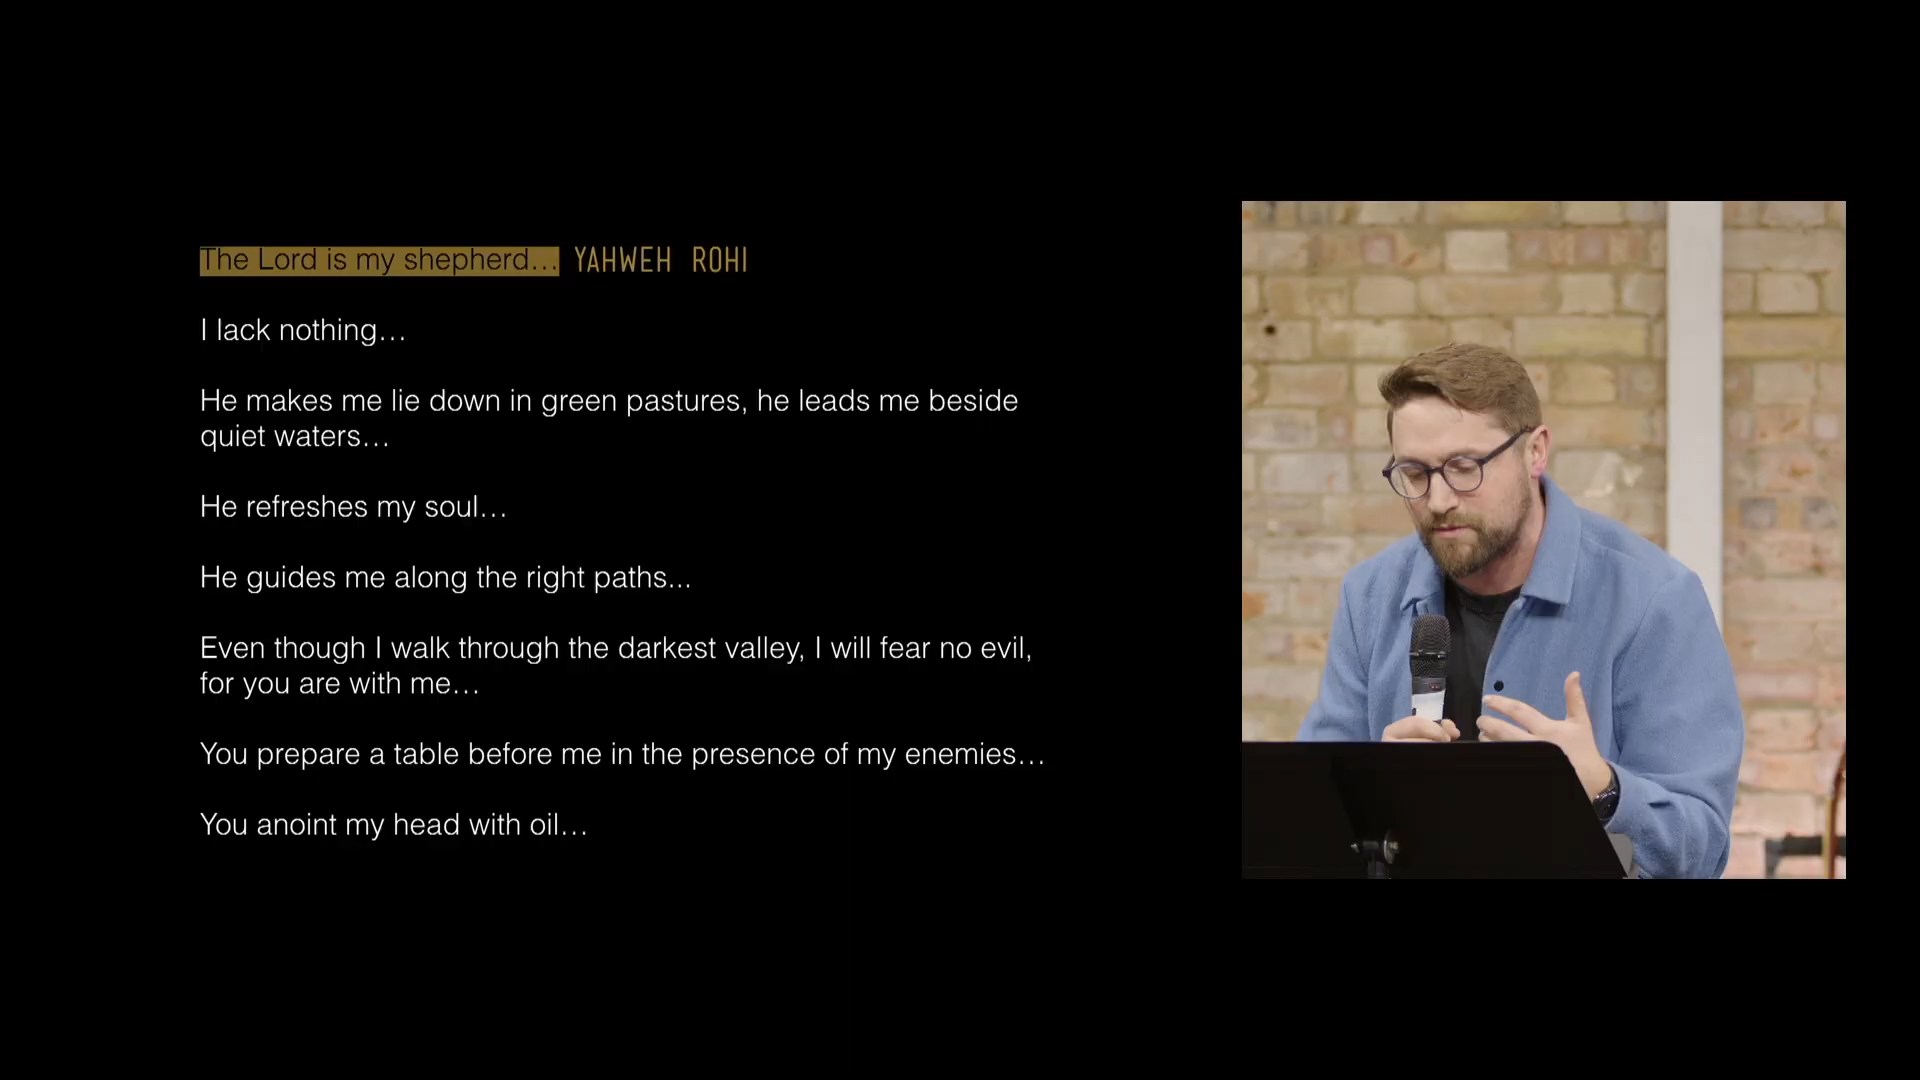 The Lord is my shepherd… YAHWEH ROHI
I lack nothing…
He makes me lie down in green pastures, he leads me beside
quiet waters…
He refreshes my soul…
He guides me along the right paths...
Even though I walk through the darkest valley, I will fear no evil,
for you are with me…
You prepare a table before me in the presence of my enemies…
You anoint my head with oil…